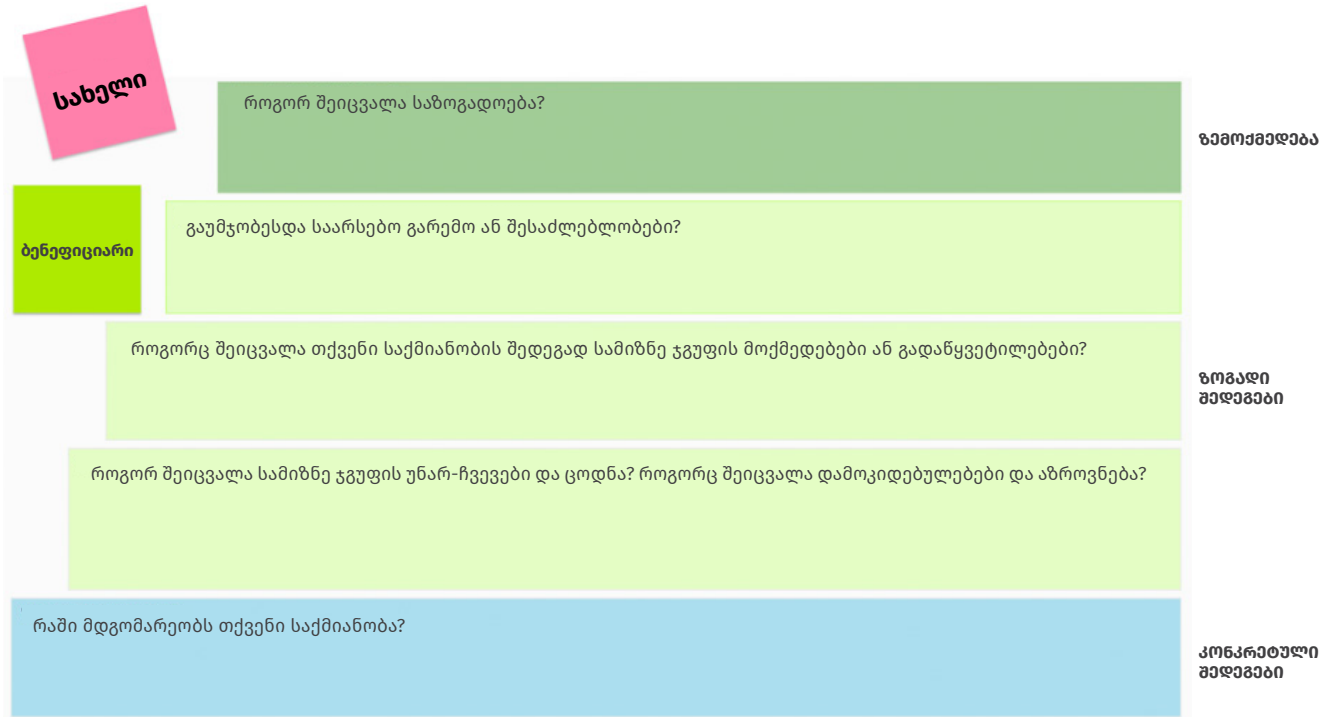 სახელი
როგორ შეიცვალა საზოგადოება?
ზემოქმედება
ბენეფიციარი
გაუმჯობესდა საარსებო გარემო ან შესაძლებლობები?
როგორც შეიცვალა თქვენი საქმიანობის შედეგად სამიზნე ჯგუფის მოქმედებები ან გადაწყვეტილებები?
ზოგადი
შედეგები
როგორ შეიცვალა სამიზნე ჯგუფის უნარ-ჩვევები და ცოდნა? როგორც შეიცვალა დამოკიდებულებები და აზროვნება?
რაში მდგომარეობს თქვენი საქმიანობა?
კონკრეტული
შედეგები